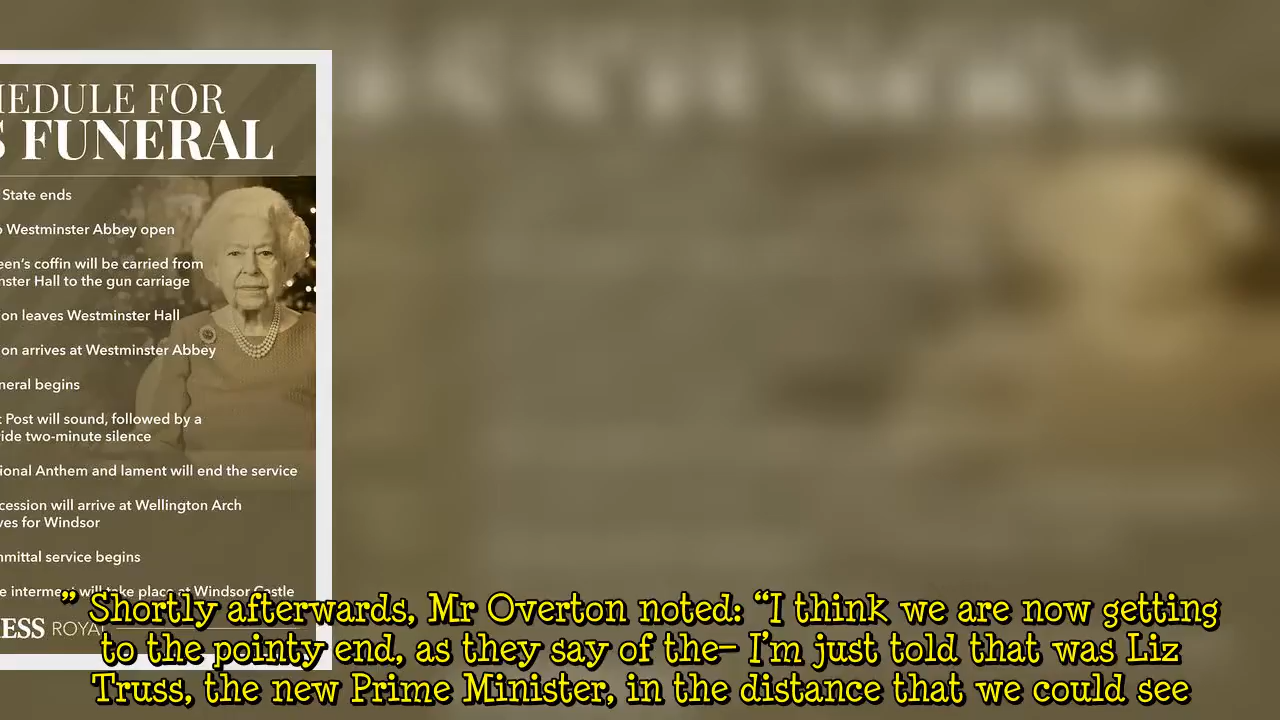 HEDULE FOR
S FUNERAL
State ends
Westminster Abbey open
een's coffin will be carried from
nster Hall to the gun carriage
on leaves Westminster Hall
on arrives at Westminster Abbey
neral begins
t Post will sound, followed by a
ide two-minute silence
ional Anthem and lament will end the service
cession will arrive at Wellington Arch
ves for Windsor
mmittal service begins
e interment will take place at Windsor Castle
ESS ROYAL
” Shortly afterwards, Mr Overton noted: “I think we are now getting
to the pointy end, as they say of the– I’m just told that was Liz
Truss, the new Prime Minister, in the distance that we could see